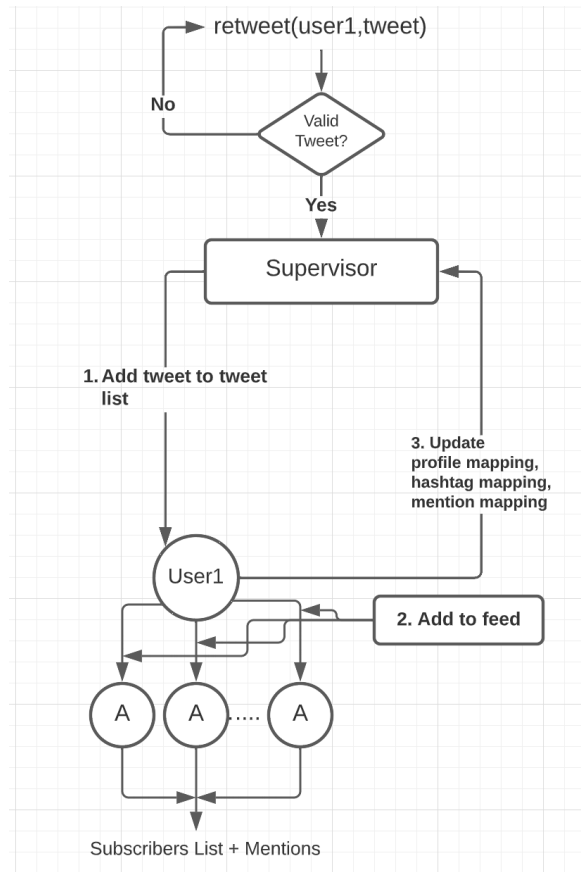 retweet(user1,tweet)
No
Valid
Tweet?
Yes
Supervisor
1. Add tweet to tweet
list
3. Update
profile mapping,
hashtag mapping,
mention mapping
User1
2. Add to feed
A
A
.....
A
Subscribers List + Mentions